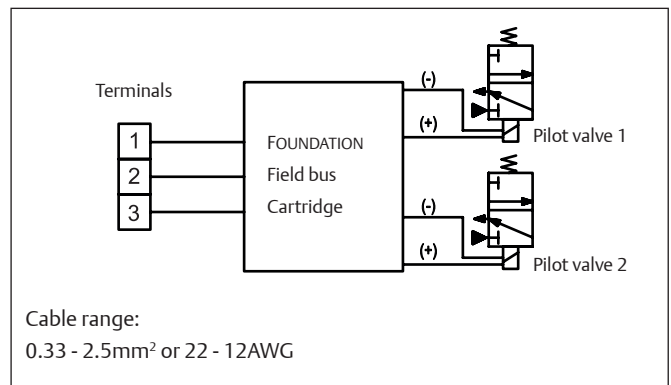 Terminals
1
2
3
FOUNDATION
Field bus
Cartridge
(-)
(+)
Pilot valve 1
(-)
(+)
Pilot valve 2
Cable range:
0.33 - 2.5mm² or 22 - 12AWG